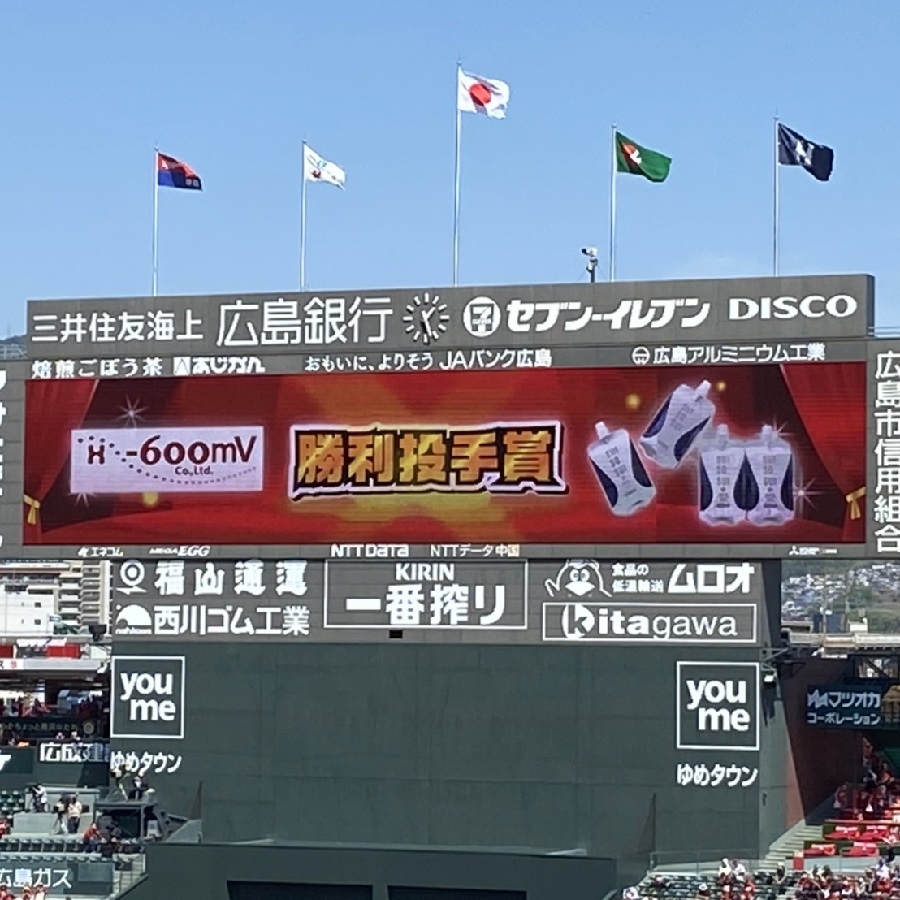 三井住友海上 広島銀行 セブン-イレブン DISCO
焙煎ごぼう茶 あじかん おもいに、よりそう JAバンク広島 広島アルミニウム工業
広島市信用組合
H -600mV
Co.,Ltd.
勝利投手賞
エネコム MEGA EGG NTT DATA NTTデータ中国
福山通運
西川ゴム工業
KIRIN
一番搾り
食品の
低温輸送 ムロオ
kitagawa
you
me
ゆめタウン
you
me
ゆめタウン
マツオカ
コーポレーション
広成
広島ガス